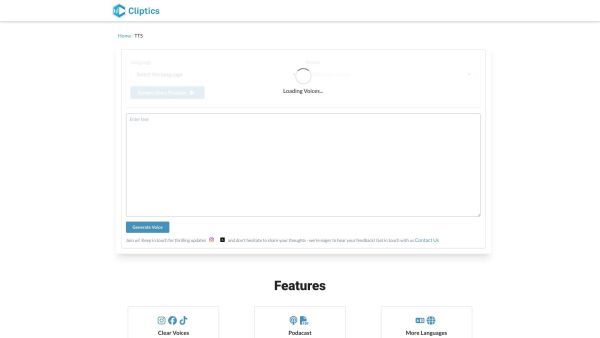 Cliptics
Home TTS
Language
Select the language
Loading Voices...
Enter Text
Generate Voice
Join us! Keep in touch for thrilling updates and don't hesitate to share your thoughts - we're eager to hear your feedback! Get in touch with us Contact Us
Features
Clear Voices
Podacast
More Languages